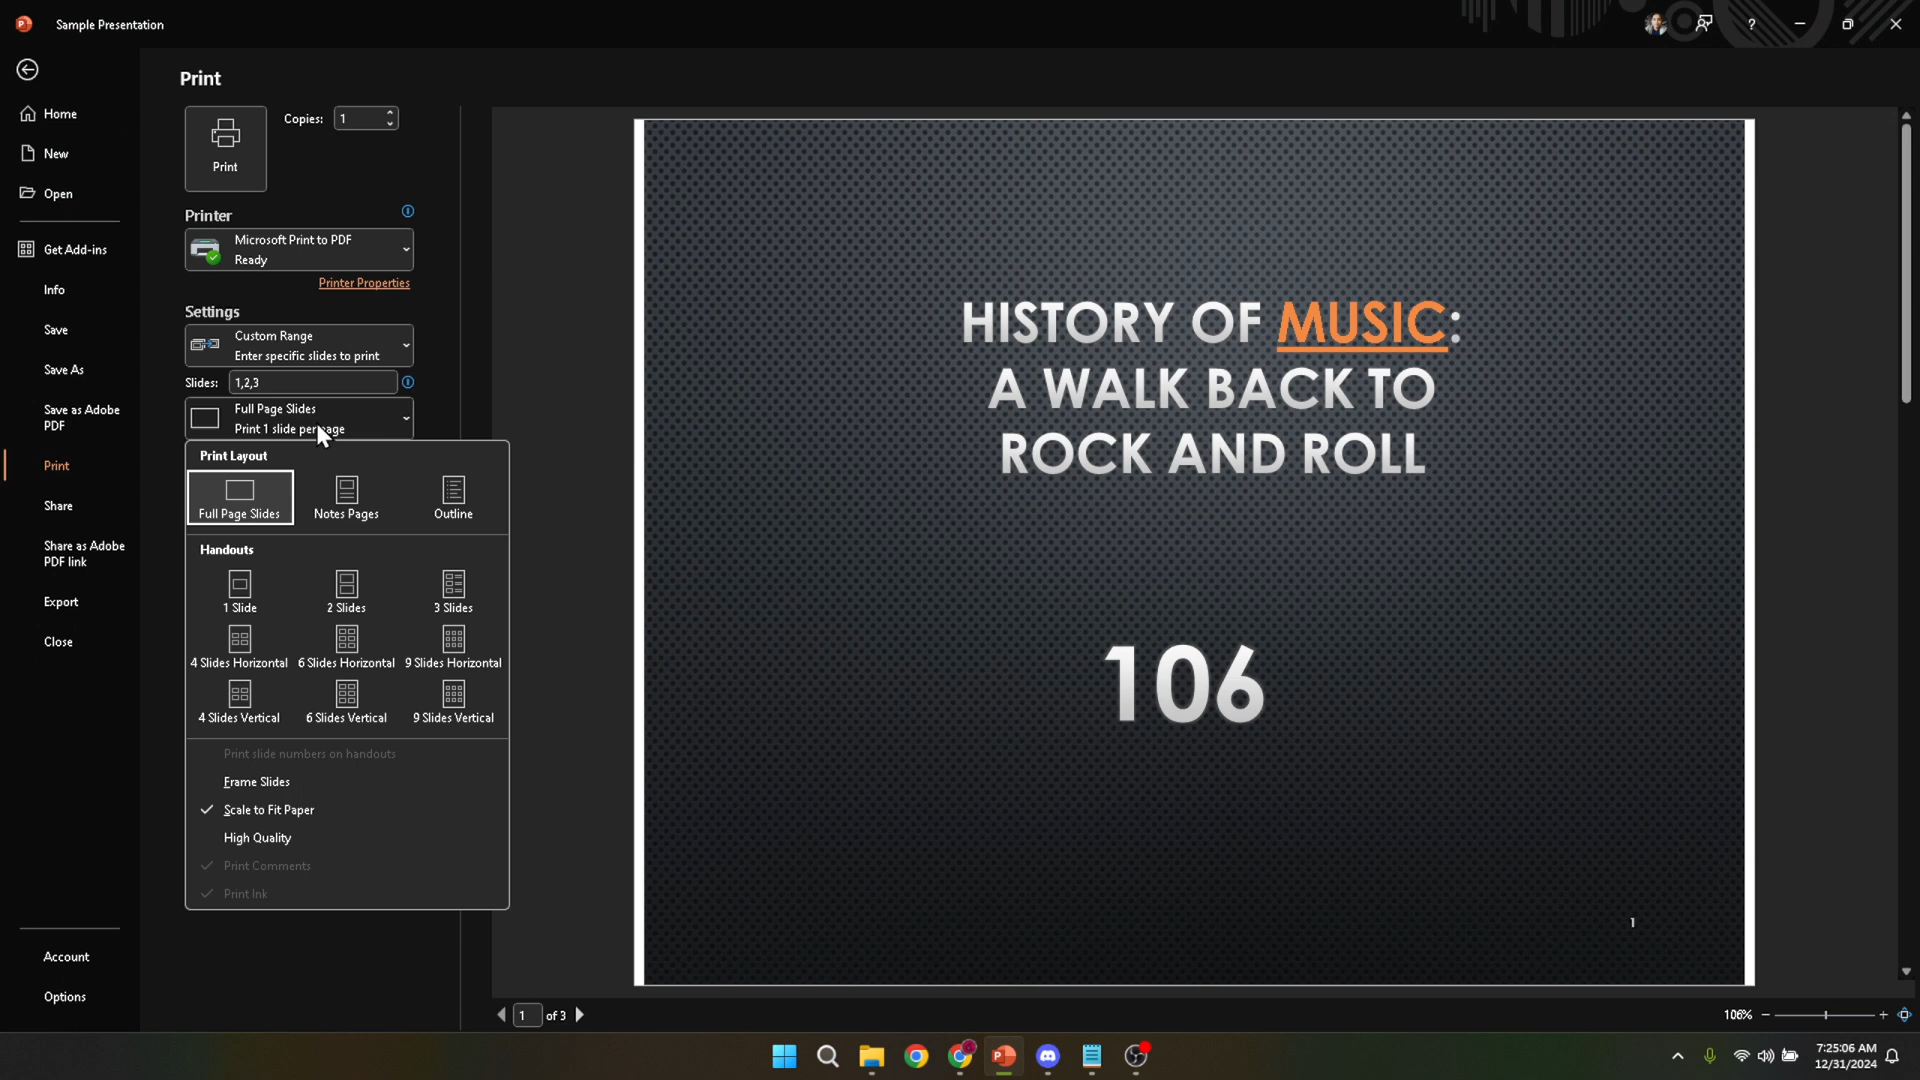 Sample Presentation
?
Print
Home
New
Open
Get Add-ins
Info
Save
Save As
Save as Adobe
PDF
Print
Share
Share as Adobe
PDF link
Export
Close
Account
Options
Copies: 1
Print
Printer
Microsoft Print to PDF
Ready
Printer Properties
Settings
Custom Range
Enter specific slides to print
Slides: 1,2,3
Full Page Slides
Print 1 slide per page
Print Layout
Full Page Slides
Notes Pages
Outline
Handouts
1 Slide
2 Slides
3 Slides
4 Slides Horizontal
6 Slides Horizontal
9 Slides Horizontal
4 Slides Vertical
6 Slides Vertical
9 Slides Vertical
Print slide numbers on handouts
Frame Slides
Scale to Fit Paper
High Quality
Print Comments
Print Ink
HISTORY OF MUSIC:
A WALK BACK TO
ROCK AND ROLL
106
1
1 of 3
106%
7:25:06 AM
12/31/2024